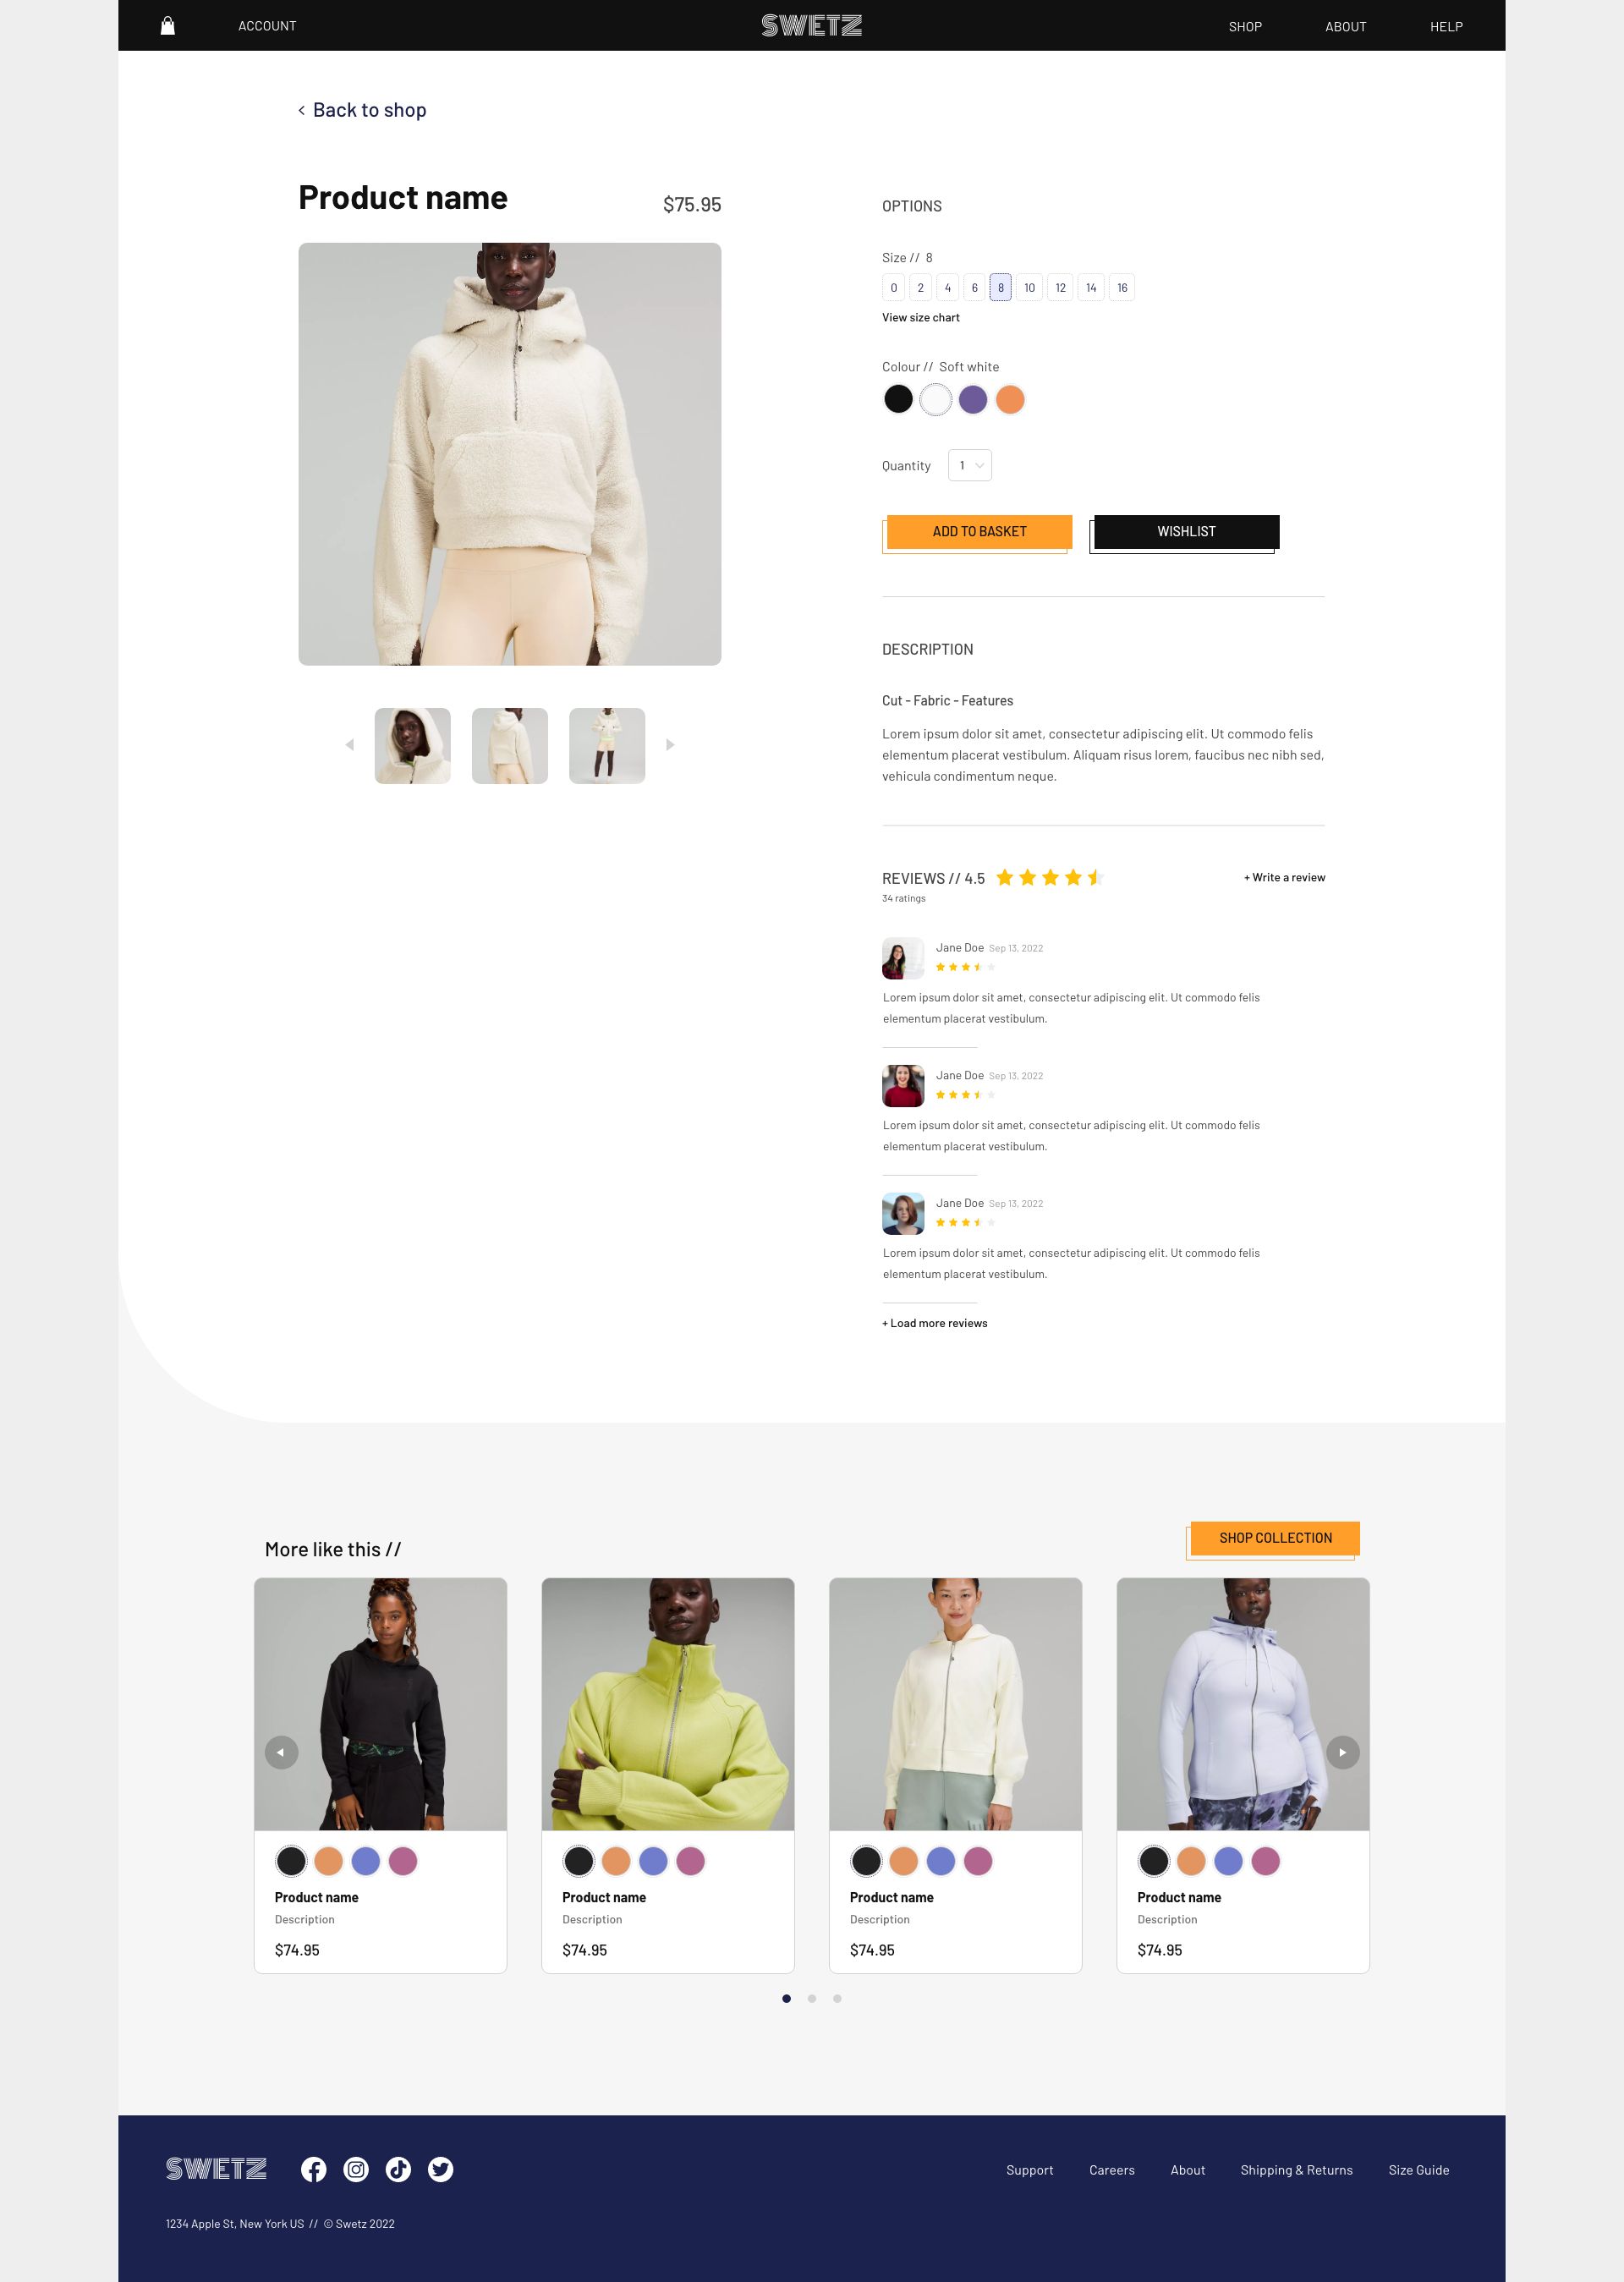 ACCOUNT
SWETZ
SHOP
ABOUT
HELP
Back to shop
Product name
$75.95
OPTIONS
Size // 8
0 2 4 6 8 10 12 14 16
View size chart
Colour // Soft white
Quantity 1
ADD TO BASKET
WISHLIST
DESCRIPTION
Cut - Fabric - Features
Lorem ipsum dolor sit amet, consectetur adipiscing elit. Ut commodo felis
elementum placerat vestibulum. Aliquam risus lorem, faucibus nec nibh sed,
vehicula condimentum neque.
REVIEWS // 4.5
+ Write a review
34 ratings
Jane Doe Sep 13, 2022
Lorem ipsum dolor sit amet, consectetur adipiscing elit. Ut commodo felis
elementum placerat vestibulum.
Jane Doe Sep 13, 2022
Lorem ipsum dolor sit amet, consectetur adipiscing elit. Ut commodo felis
elementum placerat vestibulum.
Jane Doe Sep 13, 2022
Lorem ipsum dolor sit amet, consectetur adipiscing elit. Ut commodo felis
elementum placerat vestibulum.
+ Load more reviews
More like this //
SHOP COLLECTION
Product name
Description
$74.95
Product name
Description
$74.95
Product name
Description
$74.95
Product name
Description
$74.95
SWETZ
Support
Careers
About
Shipping & Returns
Size Guide
1234 Apple St, New York US // © Swetz 2022